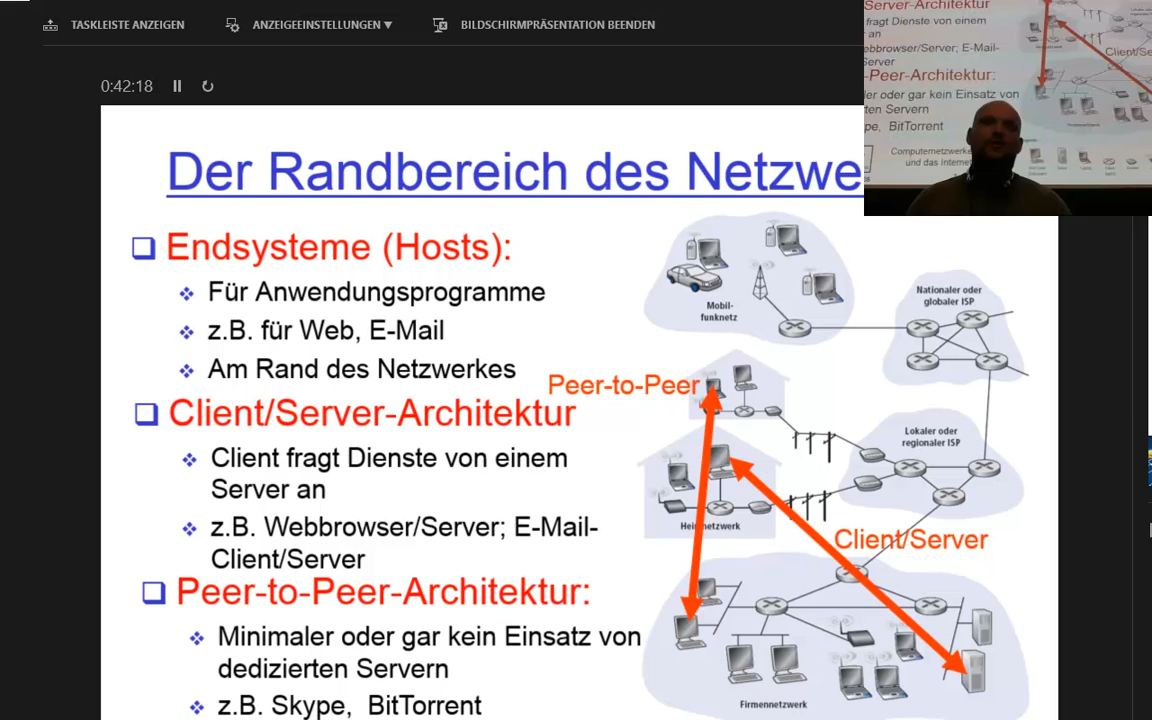 TASKLEISTE ANZEIGEN
ANZEIGEEINSTELLUNGEN ▼
BILDSCHIRMPRÄSENTATION BEENDEN
0:42:18
Der Randbereich des Netzwe
❑ Endsysteme (Hosts):
❖ Für Anwendungsprogramme
❖ z.B. für Web, E-Mail
❖ Am Rand des Netzwerkes
❑ Client/Server-Architektur
❖ Client fragt Dienste von einem
Server an
❖ z.B. Webbrowser/Server; E-Mail-
Client/Server
❑ Peer-to-Peer-Architektur:
❖ Minimaler oder gar kein Einsatz von
dedizierten Servern
❖ z.B. Skype, BitTorrent
Mobil-
funknetz
Nationaler oder
globaler ISP
Peer-to-Peer
Lokaler oder
regionaler ISP
Heimnetzwerk
Client/Server
Firmennetzwerk
Server-Architektur
fragt Dienste von einem
an
ebbrowser/Server; E-Mail-
Server
Client/Se
-Peer-Architektur:
ler oder gar kein Einsatz von
ten Servern
pe, BitTorrent
Computernetzwerke
und das Internet